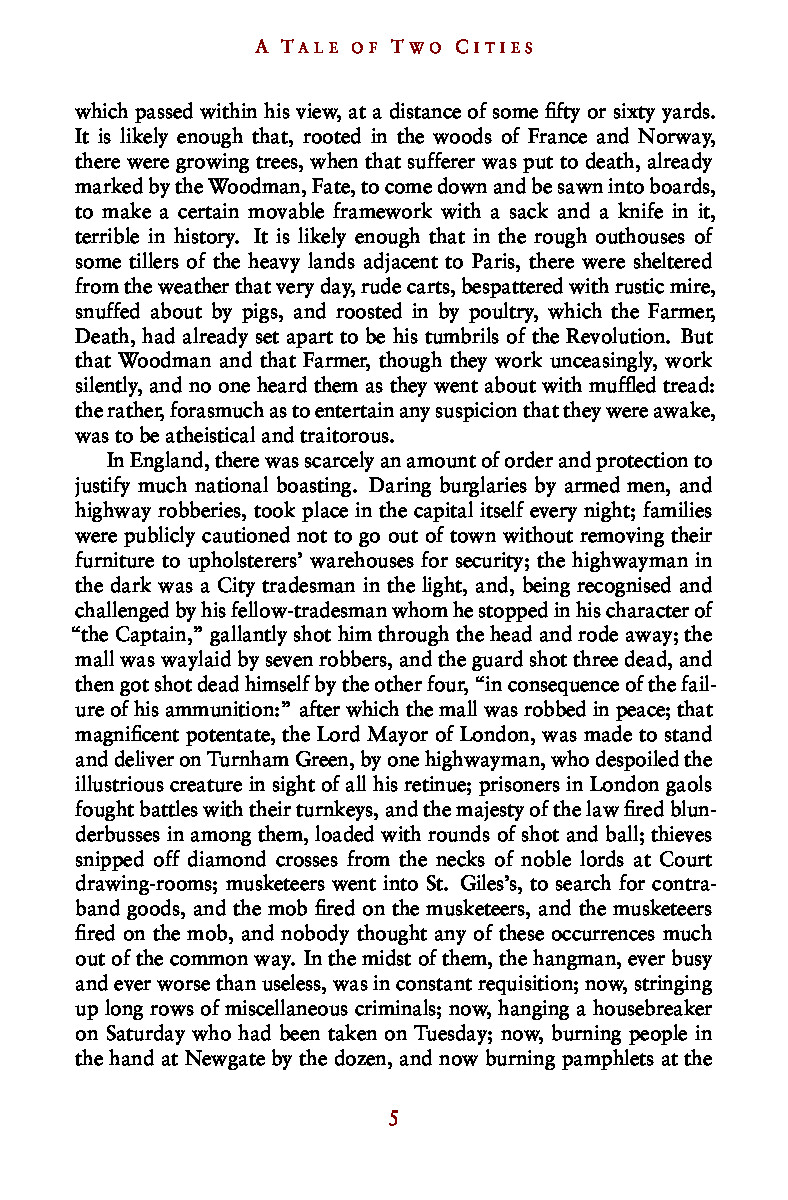 A TALE OF TWO CITIES
which passed within his view, at a distance of some fifty or sixty yards.
It is likely enough that, rooted in the woods of France and Norway,
there were growing trees, when that sufferer was put to death, already
marked by the Woodman, Fate, to come down and be sawn into boards,
to make a certain movable framework with a sack and a knife in it,
terrible in history. It is likely enough that in the rough outhouses of
some tillers of the heavy lands adjacent to Paris, there were sheltered
from the weather that very day, rude carts, bespattered with rustic mire,
snuffed about by pigs, and roosted in by poultry, which the Farmer,
Death, had already set apart to be his tumbrils of the Revolution. But
that Woodman and that Farmer, though they work unceasingly, work
silently, and no one heard them as they went about with muffled tread:
the rather, forasmuch as to entertain any suspicion that they were awake,
was to be atheistical and traitorous.
In England, there was scarcely an amount of order and protection to
justify much national boasting. Daring burglaries by armed men, and
highway robberies, took place in the capital itself every night; families
were publicly cautioned not to go out of town without removing their
furniture to upholsterers' warehouses for security; the highwayman in
the dark was a City tradesman in the light, and, being recognised and
challenged by his fellow-tradesman whom he stopped in his character of
“the Captain,” gallantly shot him through the head and rode away; the
mall was waylaid by seven robbers, and the guard shot three dead, and
then got shot dead himself by the other four, “in consequence of the fail-
ure of his ammunition:” after which the mall was robbed in peace; that
magnificent potentate, the Lord Mayor of London, was made to stand
and deliver on Turnham Green, by one highwayman, who despoiled the
illustrious creature in sight of all his retinue; prisoners in London gaols
fought battles with their turnkeys, and the majesty of the law fired blun-
derbusses in among them, loaded with rounds of shot and ball; thieves
snipped off diamond crosses from the necks of noble lords at Court
drawing-rooms; musketeers went into St. Giles's, to search for contra-
band goods, and the mob fired on the musketeers, and the musketeers
fired on the mob, and nobody thought any of these occurrences much
out of the common way. In the midst of them, the hangman, ever busy
and ever worse than useless, was in constant requisition; now, stringing
up long rows of miscellaneous criminals; now, hanging a housebreaker
on Saturday who had been taken on Tuesday; now, burning people in
the hand at Newgate by the dozen, and now burning pamphlets at the
5